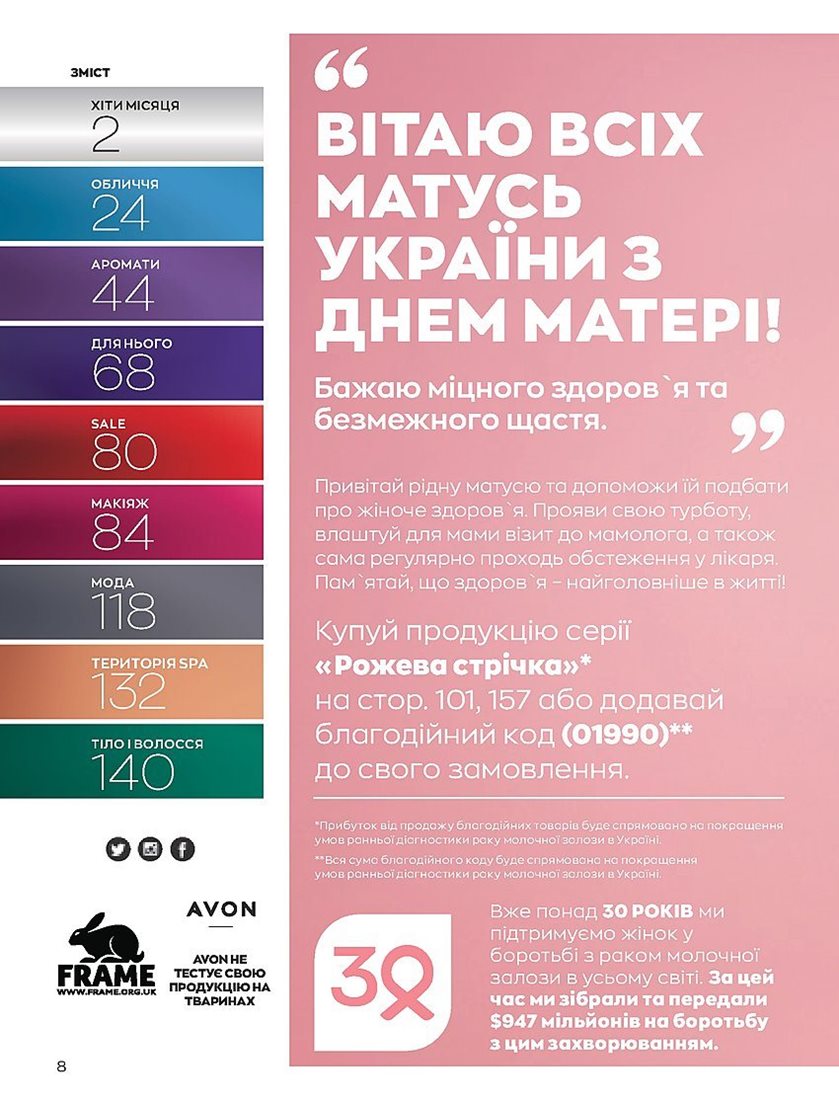 ЗМІСТ
ХІТИ МІСЯЦЯ
2
ОБЛИЧЧЯ
24
АРОМАТИ
44
ДЛЯ НЬОГО
68
SALE
80
МАКІЯЖ
84
МОДА
118
ТЕРИТОРІЯ SPA
132
ТІЛО І ВОЛОССЯ
140
FRAME
WWW.FRAME.ORG.UK
AVON
AVON НЕ
ТЕСТУЄ СВОЮ
ПРОДУКЦІЮ НА
ТВАРИНАХ
8
“
ВІТАЮ ВСІХ
МАТУСЬ
УКРАЇНИ З
ДНЕМ МАТЕРІ!
Бажаю міцного здоров`я та
безмежного щастя.
”
Привітай рідну матусю та допоможи їй подбати
про жіноче здоров`я. Прояви свою турботу,
влаштуй для мами візит до мамолога, а також
сама регулярно проходь обстеження у лікаря.
Пам`ятай, що здоров`я – найголовніше в житті!
Купуй продукцію серії
«Рожева стрічка»*
на стор. 101, 157 або додавай
благодійний код (01990)**
до свого замовлення.
*Прибуток від продажу благодійних товарів буде спрямовано на покращення
умов ранньої діагностики раку молочної залози в Україні.
**Вся сума благодійного коду буде спрямована на покращення
умов ранньої діагностики раку молочної залози в Україні.
30
Вже понад 30 РОКІВ ми
підтримуємо жінок у
боротьбі з раком молочної
залози в усьому світі. За цей
час ми зібрали та передали
$947 мільйонів на боротьбу
з цим захворюванням.